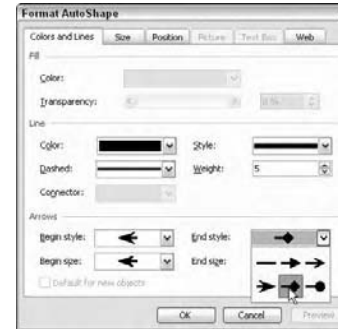 Format AutoShape
Colors and Lines Size Position Picture Text Box Web
Fill
Color:
Transparency: 0 %
Line
Color: Style:
Dashed: Weight: 5
Connector:
Arrows
Begin style: End style:
Begin size: End size:
Default for new objects
OK Cancel Preview